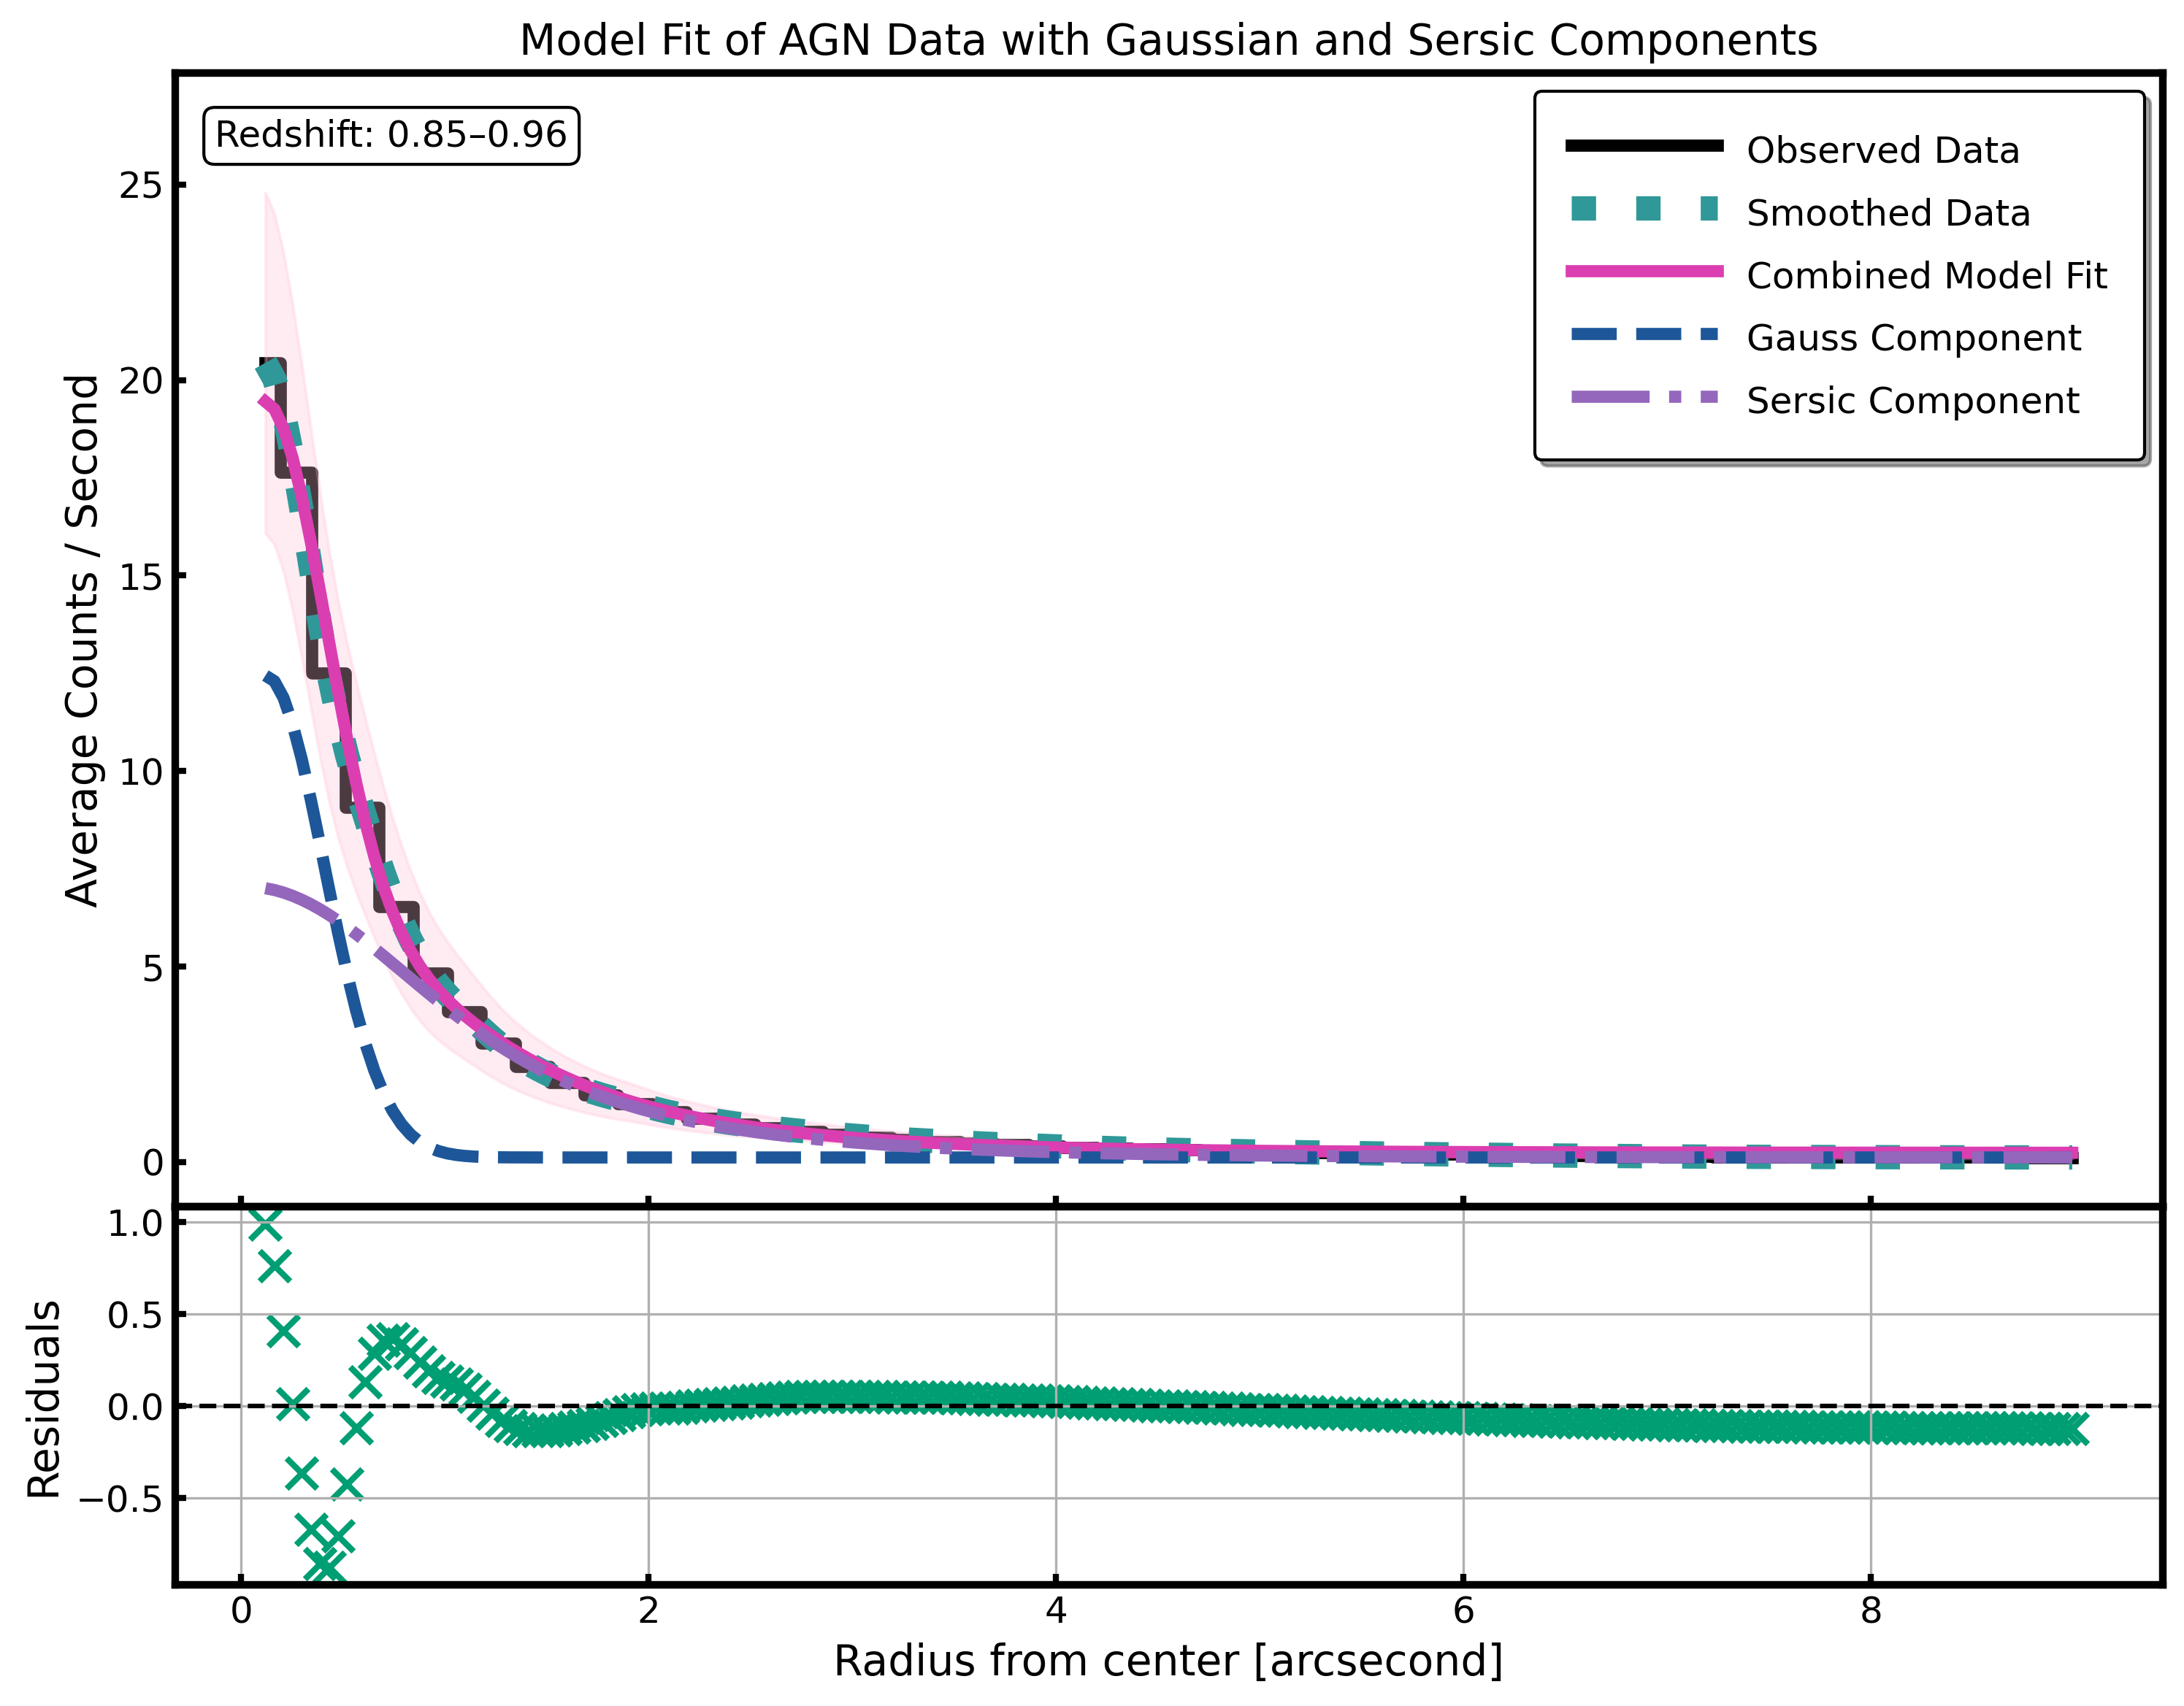 Model Fit of AGN Data with Gaussian and Sersic Components
Redshift: 0.85–0.96
Observed Data
Smoothed Data
Combined Model Fit
Gauss Component
Sersic Component
Average Counts / Second
25
20
15
10
5
0
Residuals
1.0
0.5
0.0
−0.5
0 2 4 6 8
Radius from center [arcsecond]